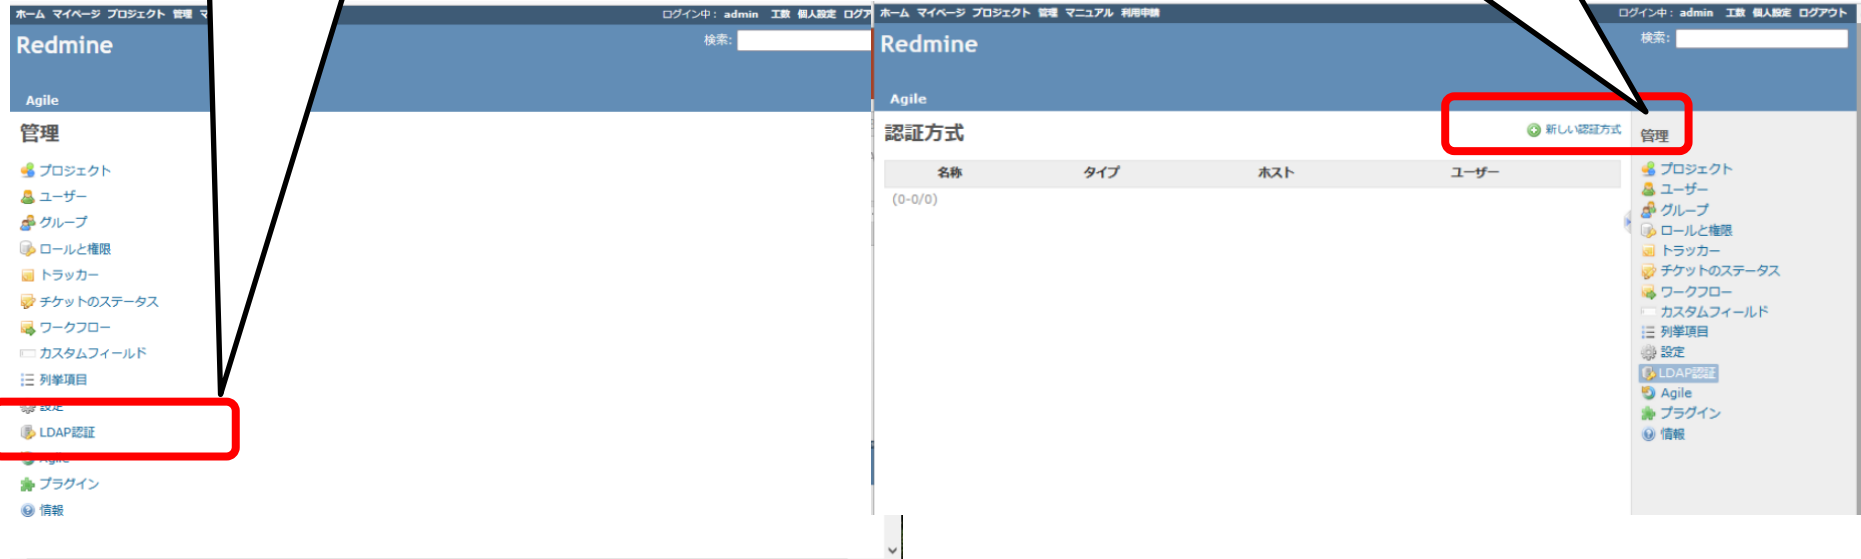 ホーム マイページ プロジェクト 管理
ログイン中: admin 工数 個人設定 ログア
Redmine
検索:
Agile
管理
プロジェクト
ユーザー
グループ
ロールと権限
トラッカー
チケットのステータス
ワークフロー
カスタムフィールド
列挙項目
設定
LDAP認証
Agile
プラグイン
情報
ホーム マイページ プロジェクト 管理 マニュアル 利用申請
ログイン中: admin 工数 個人設定 ログアウト
Redmine
検索:
Agile
認証方式
新しい認証方式
名称 タイプ ホスト ユーザー
(0-0/0)
管理
プロジェクト
ユーザー
グループ
ロールと権限
トラッカー
チケットのステータス
ワークフロー
カスタムフィールド
列挙項目
設定
LDAP認証
Agile
プラグイン
情報